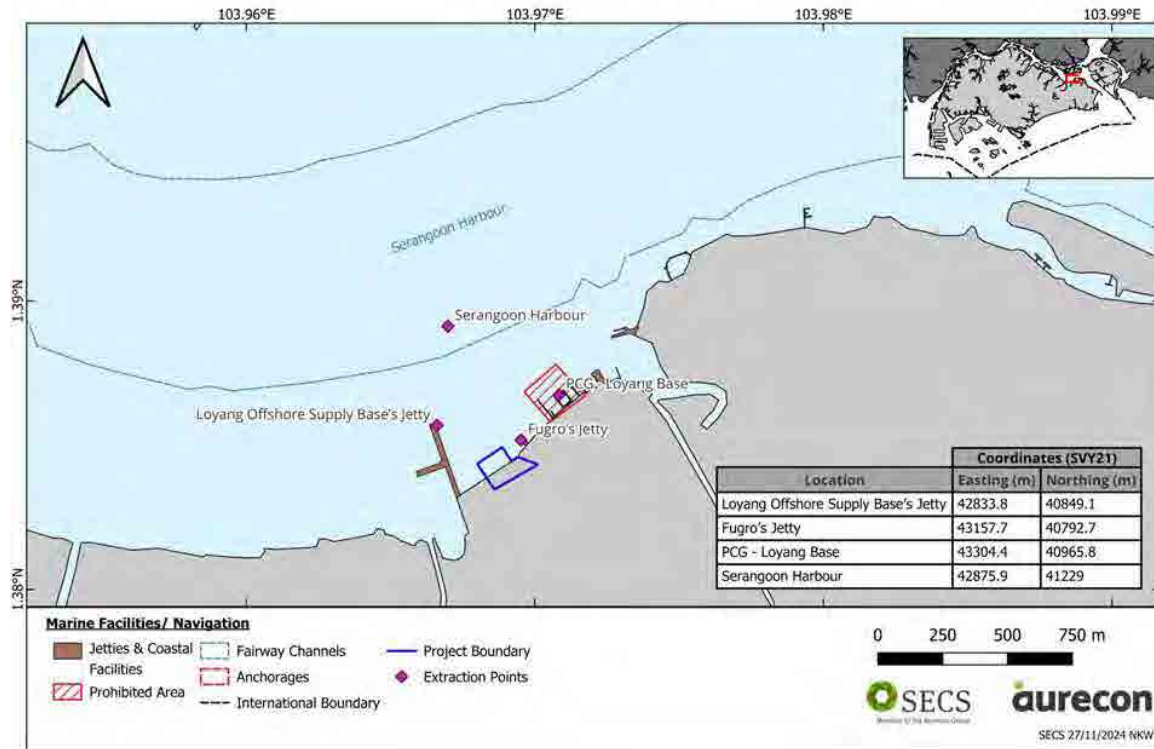 103.96°E 103.97°E 103.98°E 103.99°E
1.39°N
1.38°N
Serangoon Harbour
Serangoon Harbour
PCG - Loyang Base
Loyang Offshore Supply Base's Jetty
Fugro's Jetty
Coordinates (SVY21)
Location Easting (m) Northing (m)
Loyang Offshore Supply Base's Jetty 42833.8 40849.1
Fugro's Jetty 43157.7 40792.7
PCG - Loyang Base 43304.4 40965.8
Serangoon Harbour 42875.9 41229
Marine Facilities/ Navigation
Jetties & Coastal
Facilities
Prohibited Area
Fairway Channels
Anchorages
International Boundary
Project Boundary
Extraction Points
0 250 500 750 m
SECS
aurecon
SECS 27/11/2024 NKW